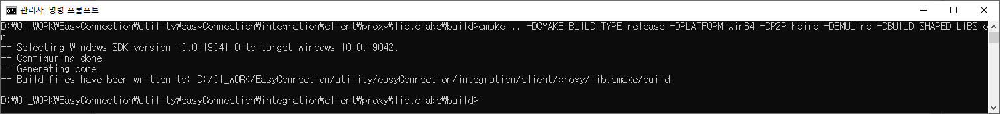 관리자: 명령 프롬프트
D:₩01_WORK₩EasyConnection₩utility₩easyConnection₩integration₩client₩proxy₩lib.cmake₩build>cmake .. -DCMAKE_BUILD_TYPE=release -DPLATFORM=win64 -DP2P=hbird -DEMUL=no -DBUILD_SHARED_LIBS=o
n
-- Selecting Windows SDK version 10.0.19041.0 to target Windows 10.0.19042.
-- Configuring done
-- Generating done
-- Build files have been written to: D:/01_WORK/EasyConnection/utility/easyConnection/integration/client/proxy/lib.cmake/build
D:₩01_WORK₩EasyConnection₩utility₩easyConnection₩integration₩client₩proxy₩lib.cmake₩build>